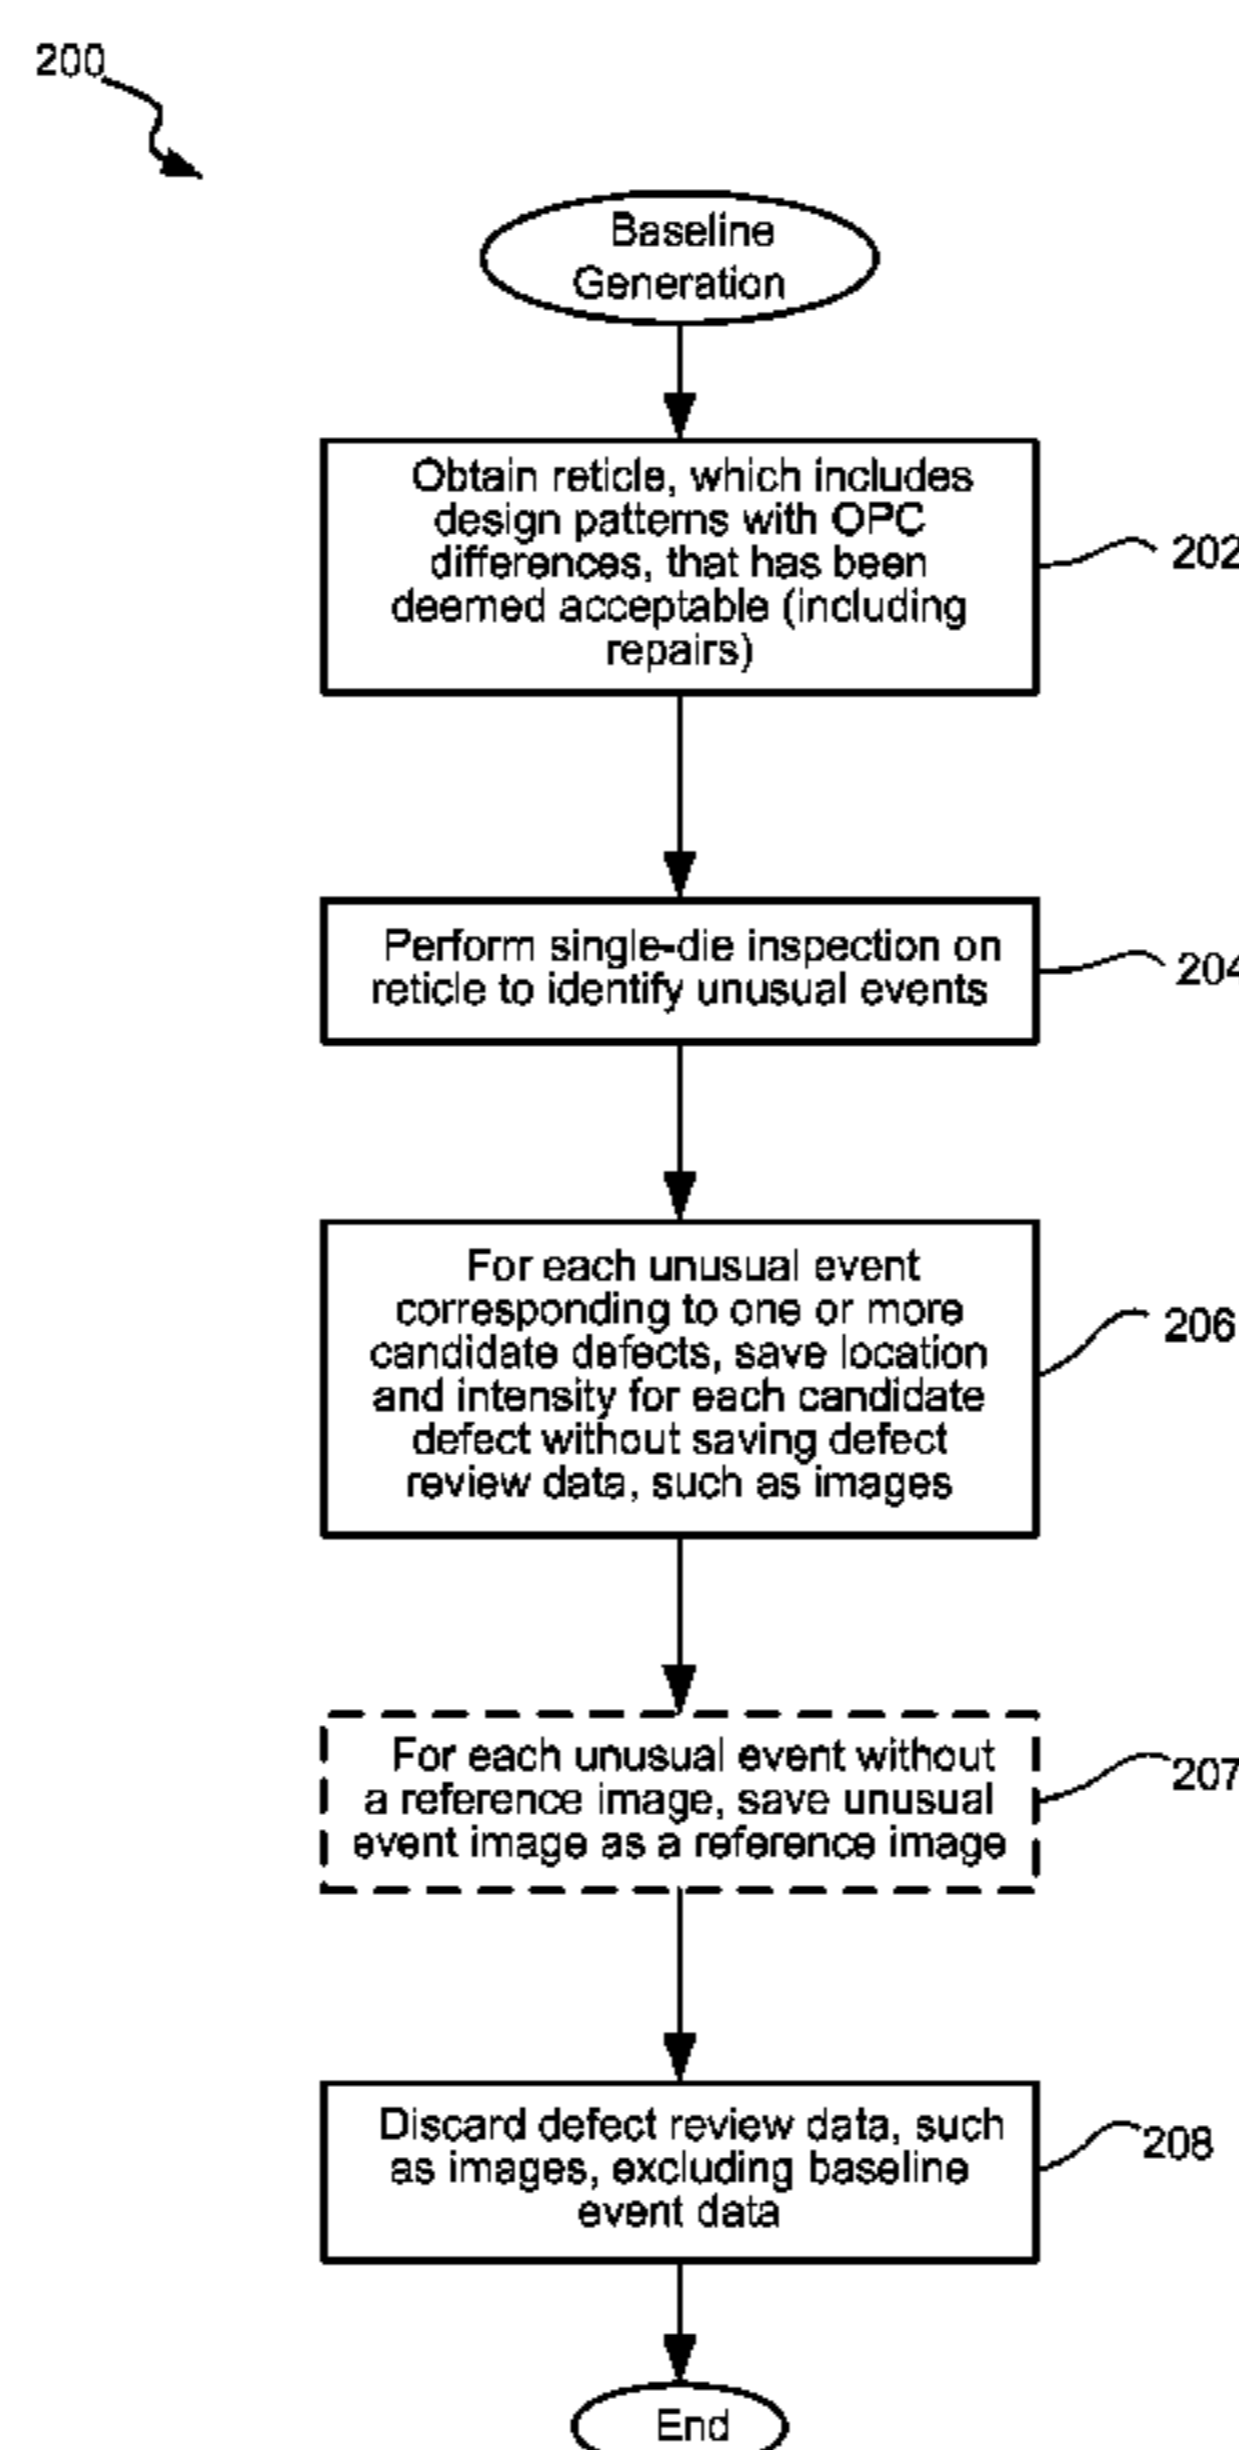 200
Baseline
Generation
Obtain reticle, which includes
design patterns with OPC
differences, that has been
deemed acceptable (including
repairs)
202
Perform single-die inspection on
reticle to identify unusual events
204
For each unusual event
corresponding to one or more
candidate defects, save location
and intensity for each candidate
defect without saving defect
review data, such as images
206
For each unusual event without
a reference image, save unusual
event image as a reference image
207
Discard defect review data, such
as images, excluding baseline
event data
208
End